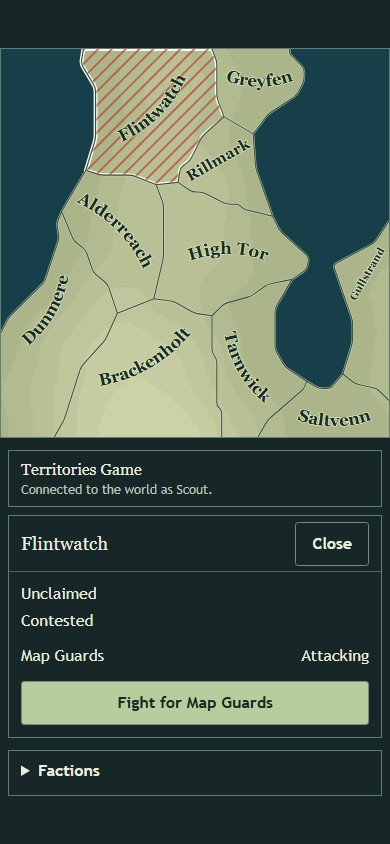 Flintwatch
Greyfen
Rillmark
Alderreach
High Tor
Gullstrand
Dunmere
Brackenholt
Tarnwick
Saltvenn
Territories Game
Connected to the world as Scout.
Flintwatch
Close
Unclaimed
Contested
Map Guards Attacking
Fight for Map Guards
Factions